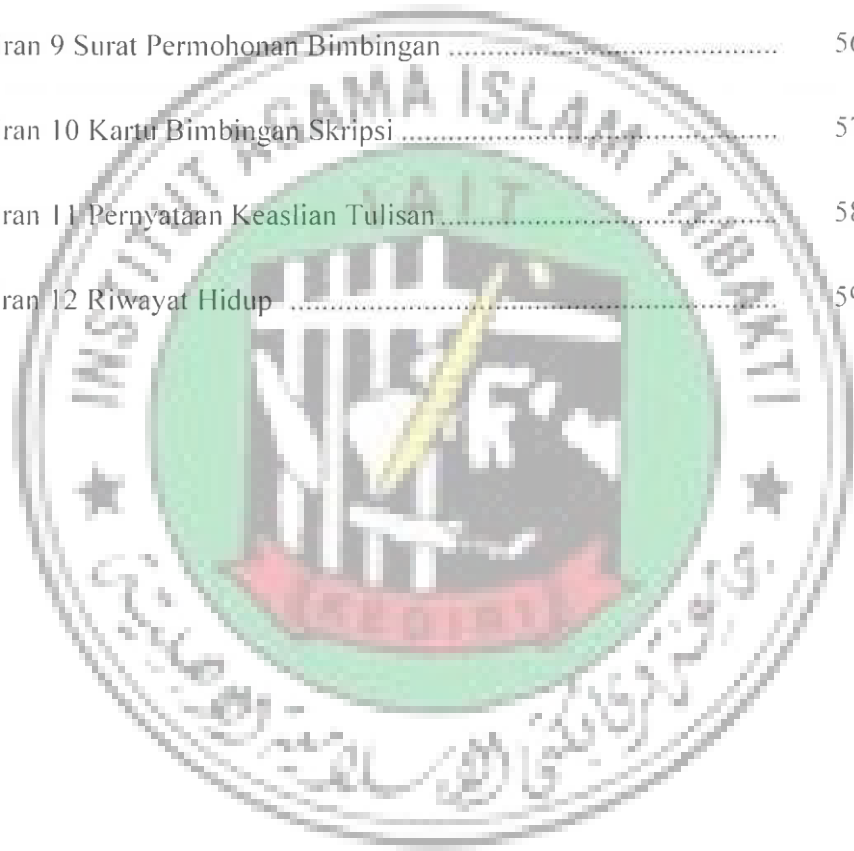 ran 9 Surat Permohonan Bimbingan ........................................ 56
ran 10 Kartu Bimbingan Skripsi ............................................. 57
ran 11 Pernyataan Keaslian Tulisan ........................................ 58
ran 12 Riwayat Hidup ........................................................ 59
INSTITUT AGAMA ISLAM TRIBAKTI
IAIT
KEDIRI